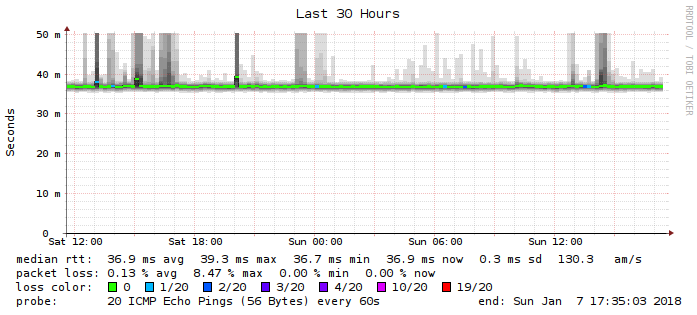 Last 30 Hours
RRDTOOL / TOBI OETIKER
Seconds
50 m
40 m
30 m
20 m
10 m
0
Sat 12:00 Sat 18:00 Sun 00:00 Sun 06:00 Sun 12:00
median rtt: 36.9 ms avg 39.3 ms max 36.7 ms min 36.9 ms now 0.3 ms sd 130.3 am/s
packet loss: 0.13 % avg 8.47 % max 0.00 % min 0.00 % now
loss color: 0 1/20 2/20 3/20 4/20 10/20 19/20
probe: 20 ICMP Echo Pings (56 Bytes) every 60s end: Sun Jan 7 17:35:03 2018